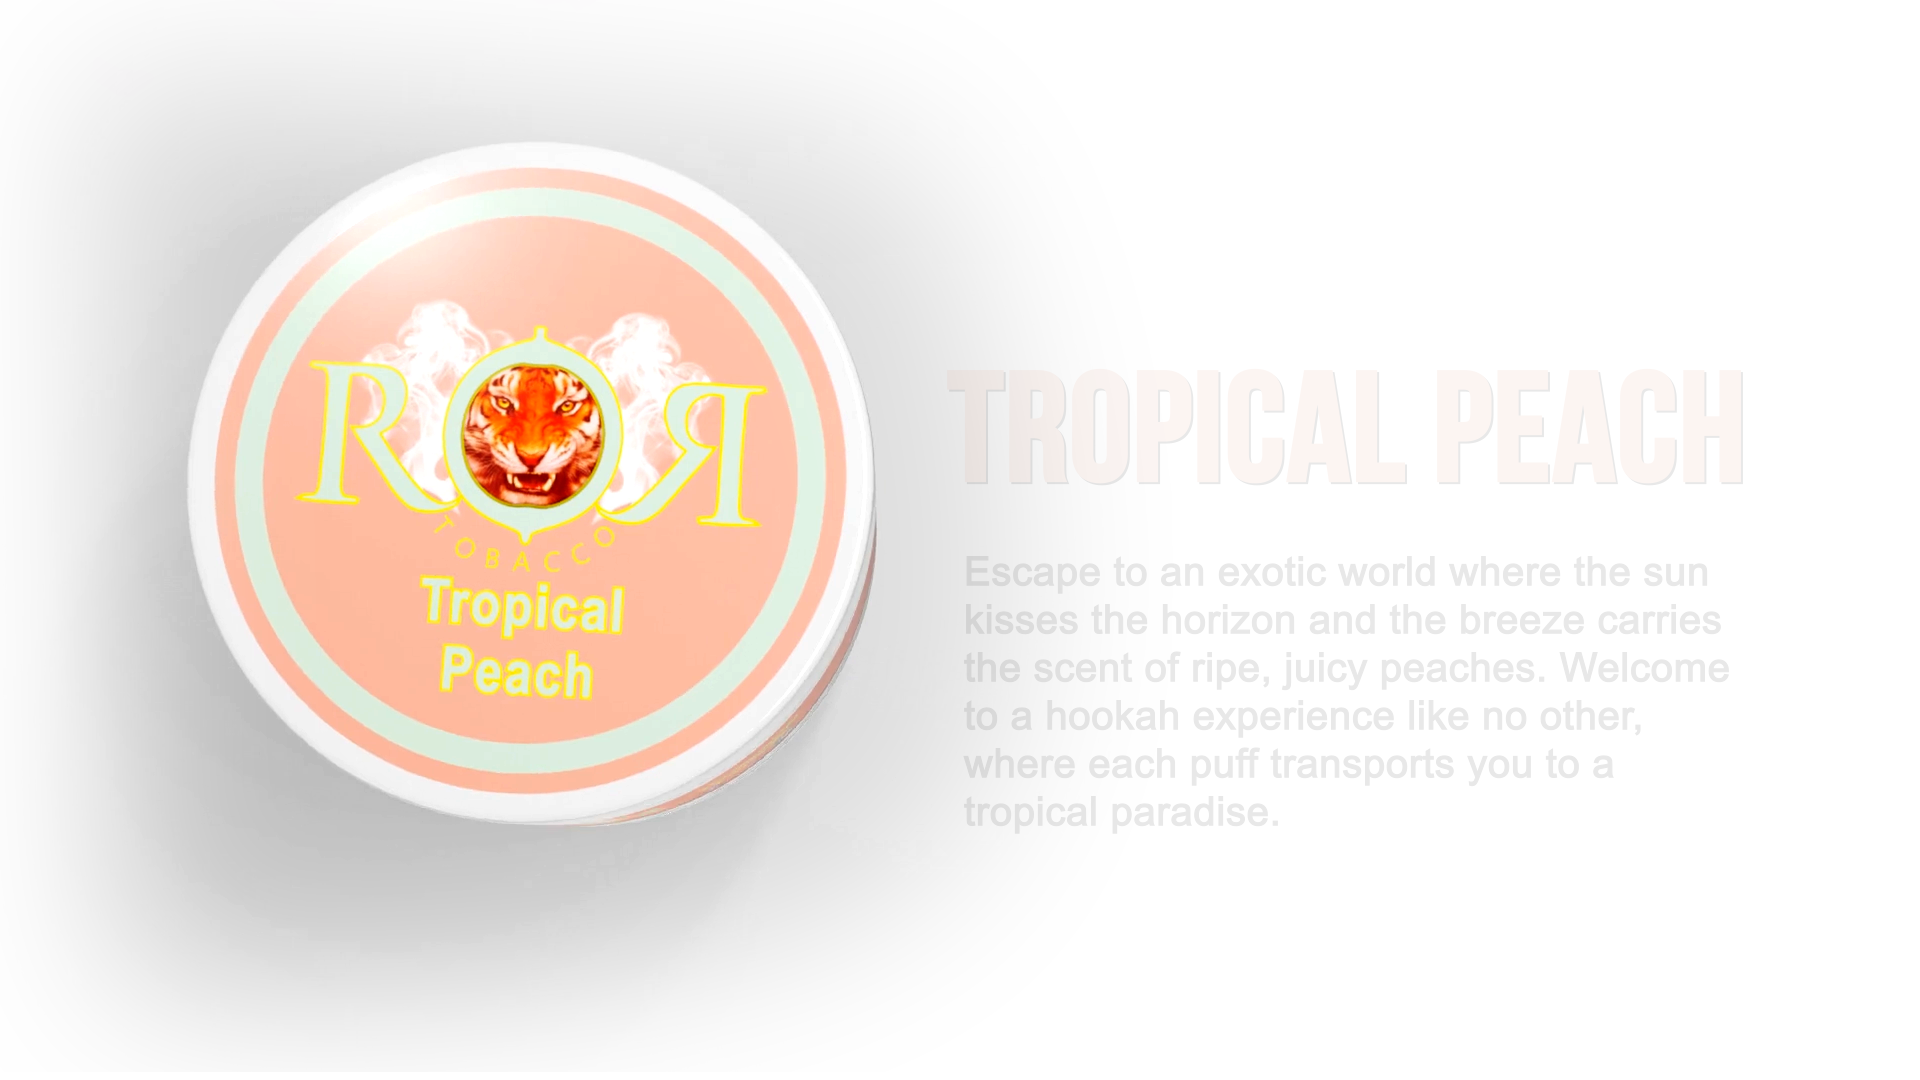 ROR
TOBACCO
Tropical
Peach
TROPICAL PEACH
Escape to an exotic world where the sun
kisses the horizon and the breeze carries
the scent of ripe, juicy peaches. Welcome
to a hookah experience like no other,
where each puff transports you to a
tropical paradise.